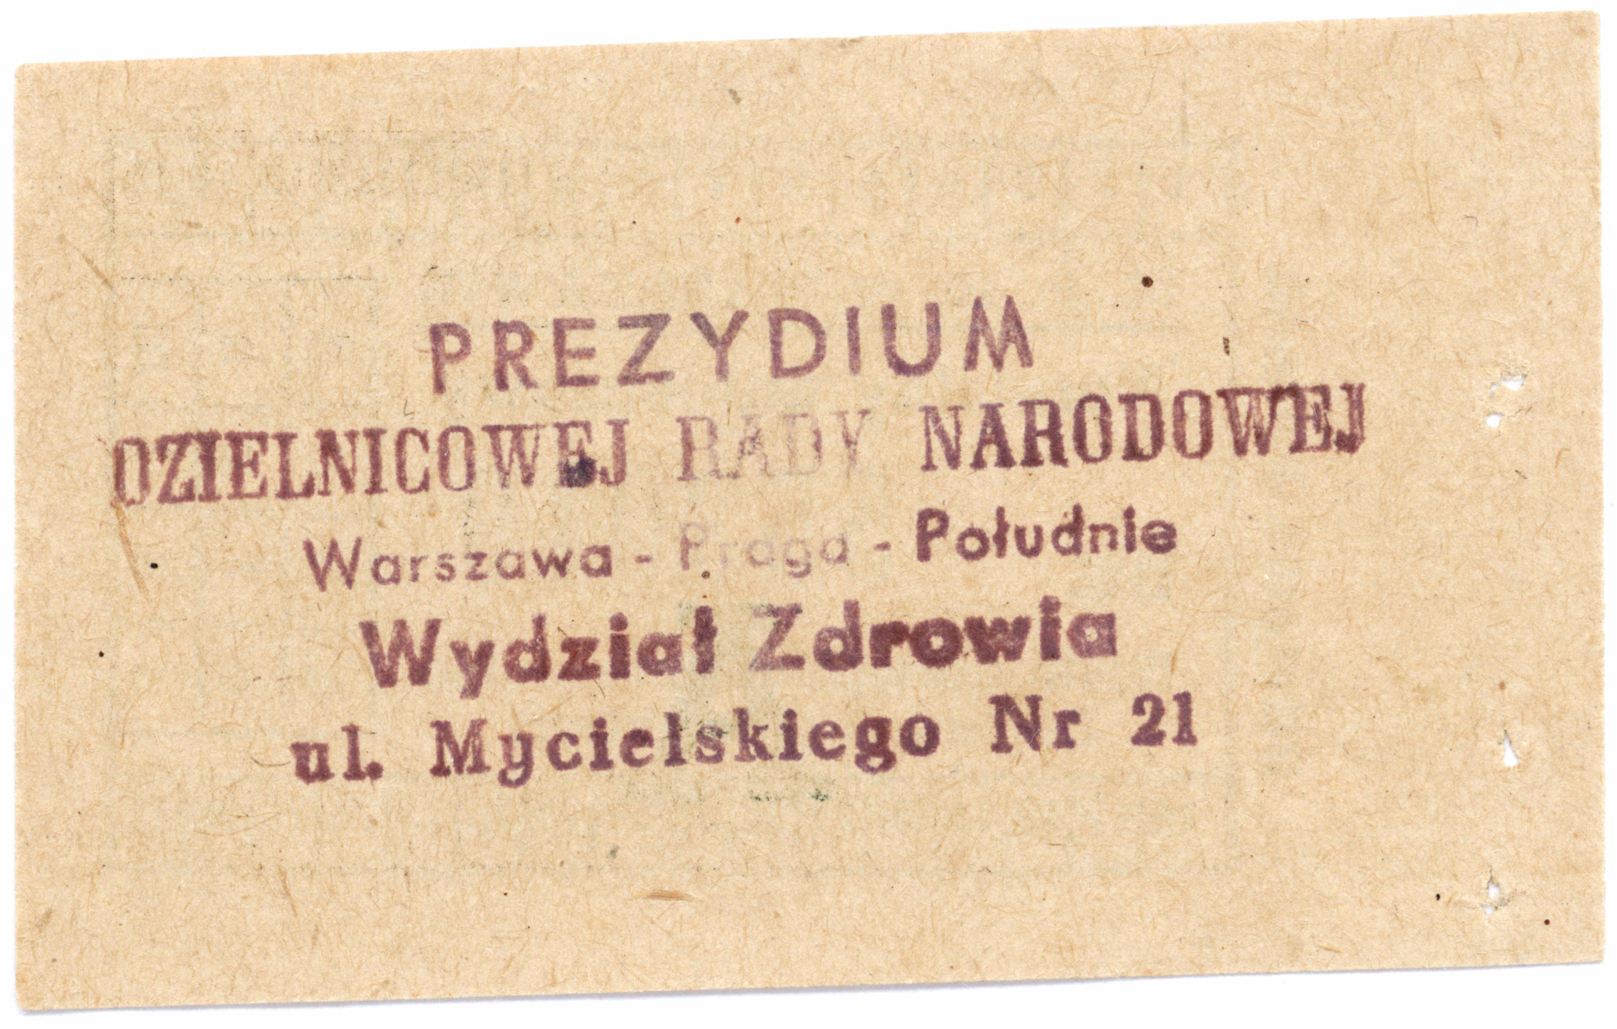 PREZYDIUM
DZIELNICOWEJ RADY NARODOWEJ
Warszawa - Praga - Południe
Wydział Zdrowia
ul. Mycielskiego Nr 21